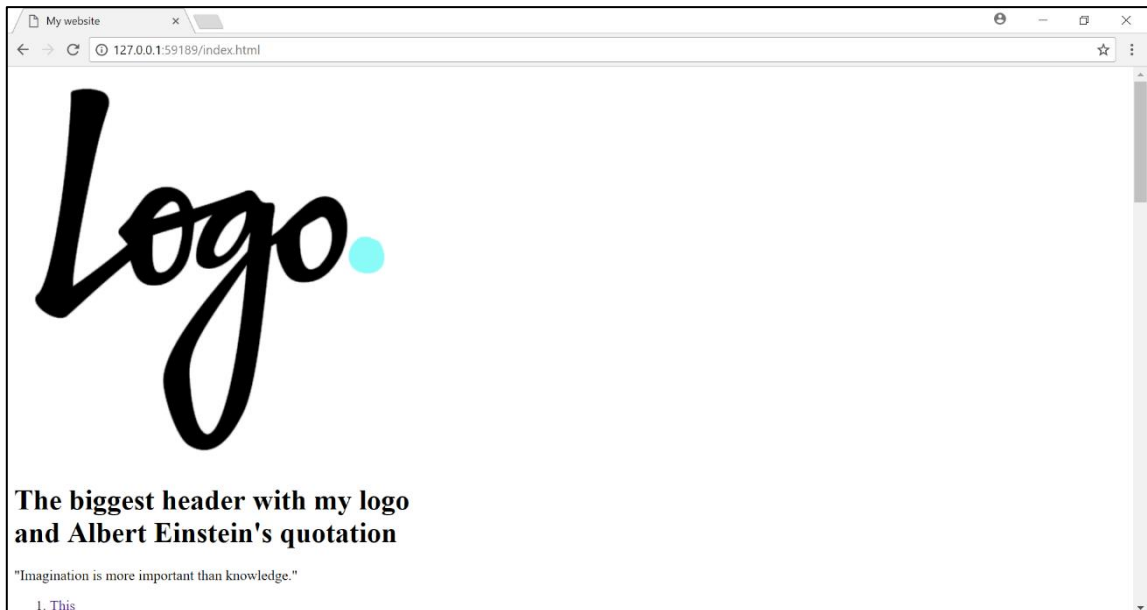 My website
127.0.0.1:59189/index.html
Logo.
The biggest header with my logo
and Albert Einstein's quotation
"Imagination is more important than knowledge."
1. This